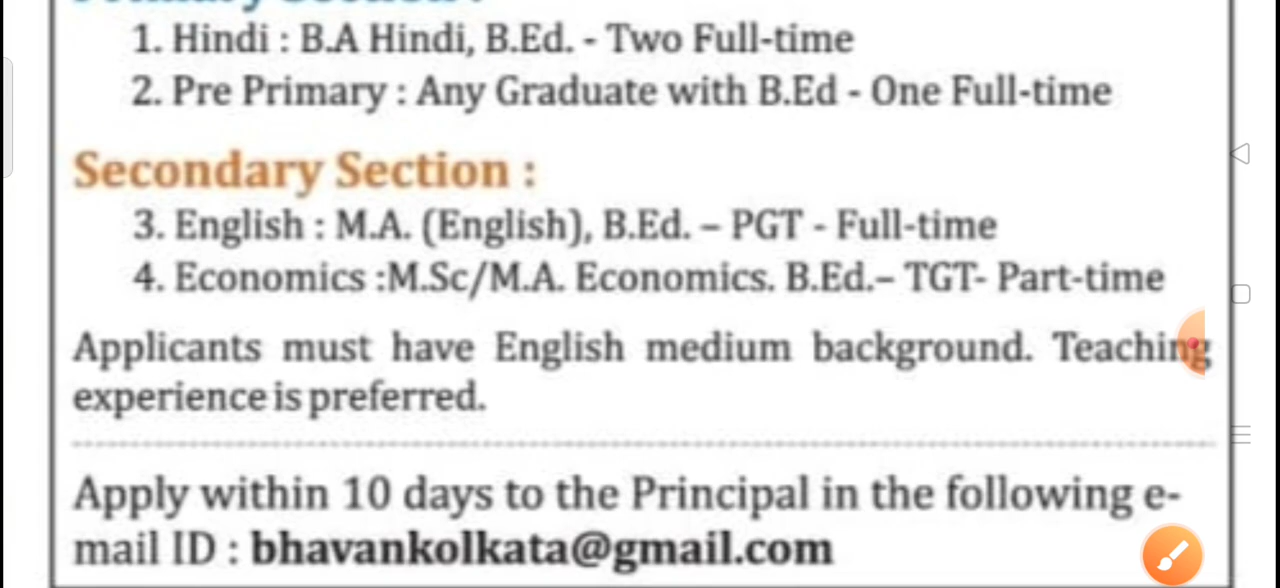 Primary Section :
1. Hindi : B.A Hindi, B.Ed. - Two Full-time
2. Pre Primary : Any Graduate with B.Ed - One Full-time
Secondary Section :
3. English : M.A. (English), B.Ed. – PGT - Full-time
4. Economics :M.Sc/M.A. Economics. B.Ed.– TGT- Part-time
Applicants must have English medium background. Teaching
experience is preferred.
Apply within 10 days to the Principal in the following e-
mail ID : bhavankolkata@gmail.com